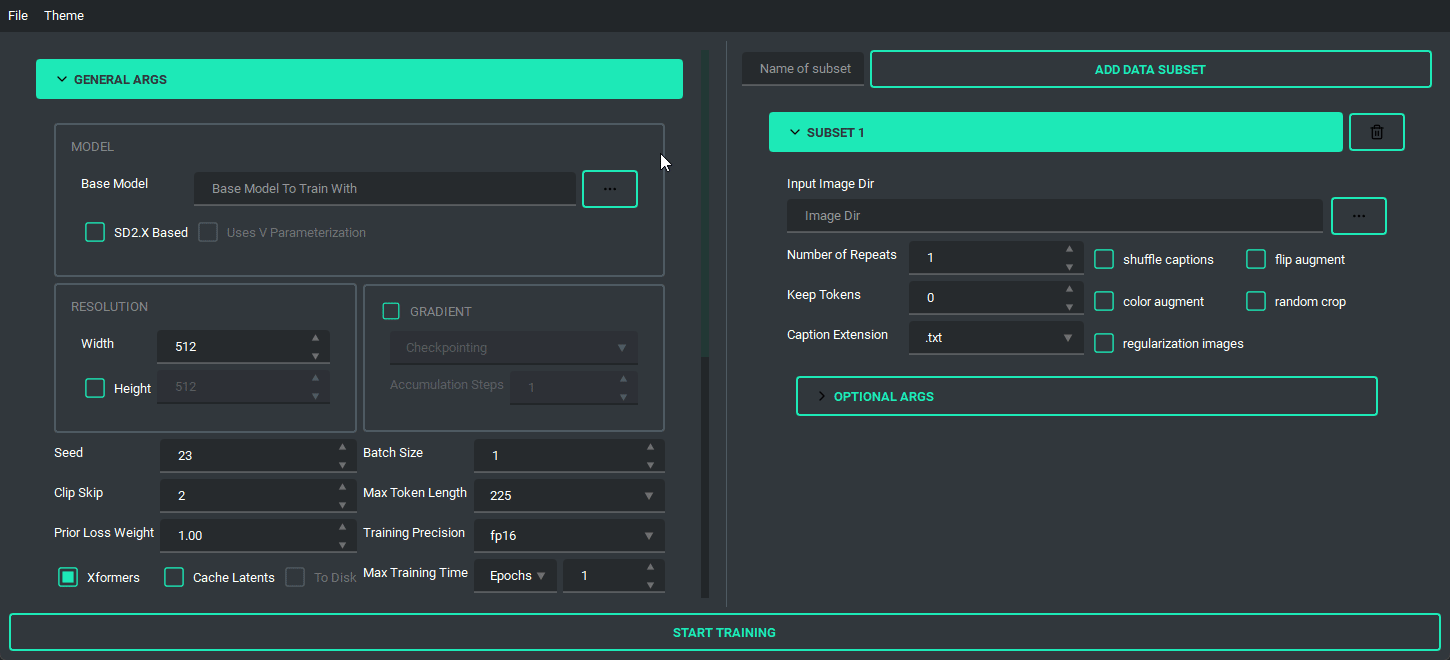 File Theme
GENERAL ARGS
MODEL
Base Model Base Model To Train With ...
SD2.X Based Uses V Parameterization
RESOLUTION
Width 512
Height 512
GRADIENT
Checkpointing
Accumulation Steps 1
Seed 23 Batch Size 1
Clip Skip 2 Max Token Length 225
Prior Loss Weight 1.00 Training Precision fp16
Xformers Cache Latents To Disk Max Training Time Epochs 1
Name of subset ADD DATA SUBSET
SUBSET 1
Input Image Dir
Image Dir ...
Number of Repeats 1 shuffle captions flip augment
Keep Tokens 0 color augment random crop
Caption Extension .txt regularization images
OPTIONAL ARGS
START TRAINING